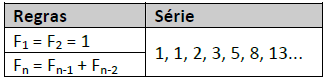 Regras Série
F₁ = F₂ = 1
1, 1, 2, 3, 5, 8, 13...
Fₙ = Fₙ₋₁ + Fₙ₋₂